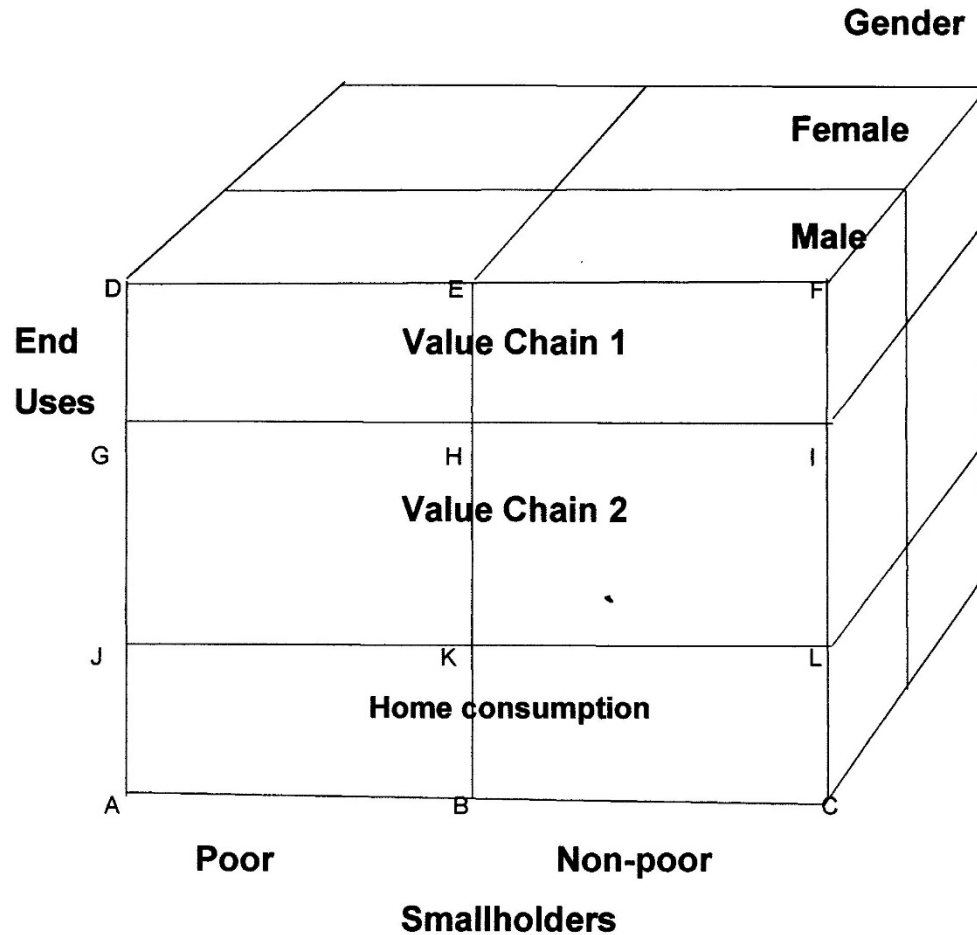 Gender
Female
Male
D E F
End
Uses
Value Chain 1
G H I
Value Chain 2
J K L
Home consumption
A B C
Poor Non-poor
Smallholders